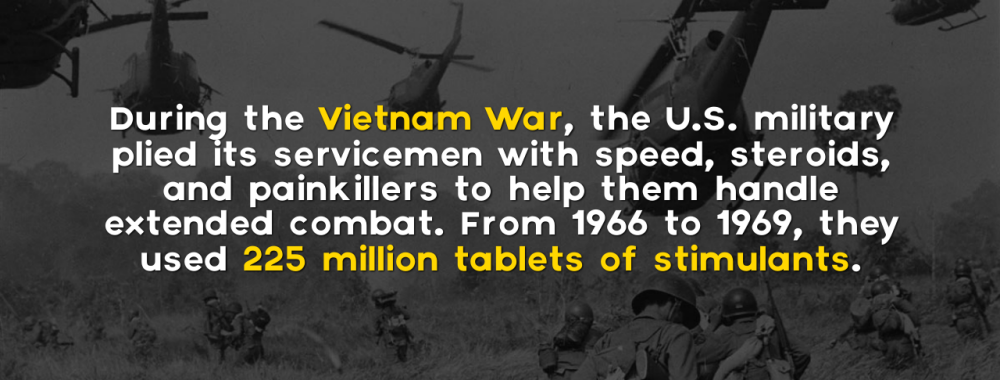 During the Vietnam War, the U.S. military
plied its servicemen with speed, steroids,
and painkillers to help them handle
extended combat. From 1966 to 1969, they
used 225 million tablets of stimulants.